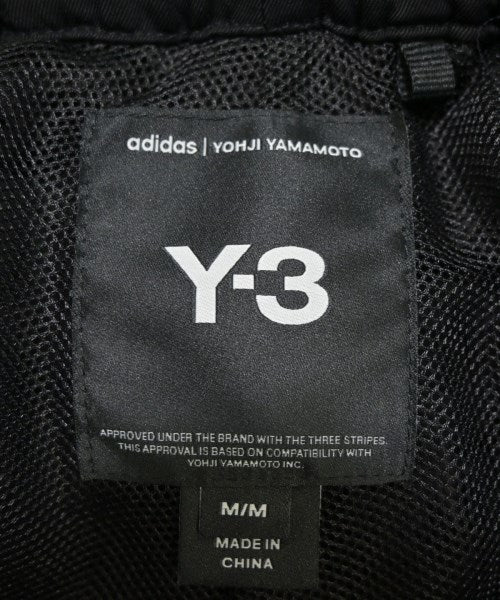 adidas | YOHJI YAMAMOTO
Y-3
APPROVED UNDER THE BRAND WITH THE THREE STRIPES.
THIS APPROVAL IS BASED ON COMPATIBILITY WITH
YOHJI YAMAMOTO INC.
M/M
MADE IN
CHINA